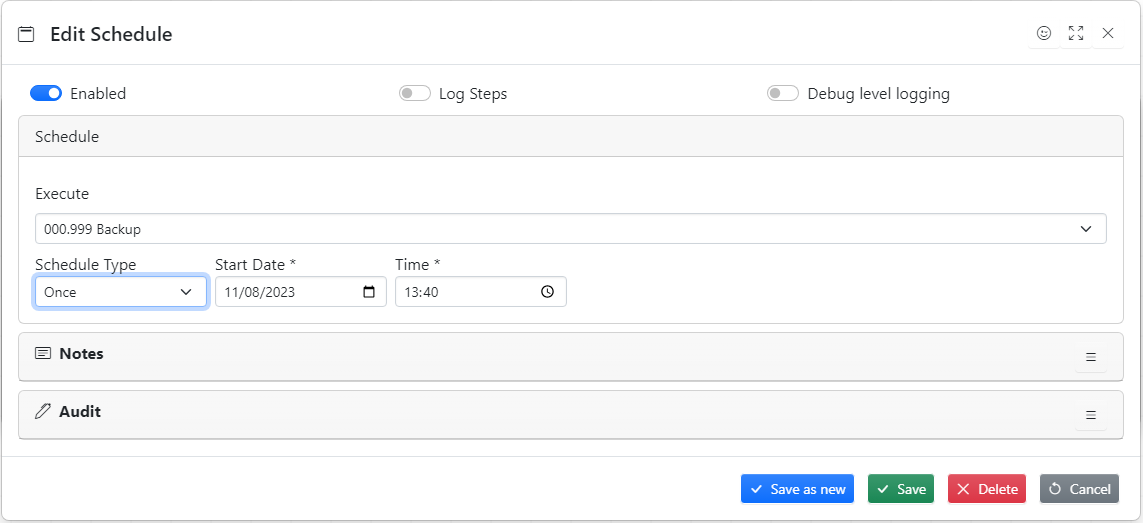 Edit Schedule
Enabled Log Steps Debug level logging
Schedule
Execute
000.999 Backup
Schedule Type Start Date * Time *
Once 11/08/2023 13:40
Notes
Audit
Save as new Save Delete Cancel